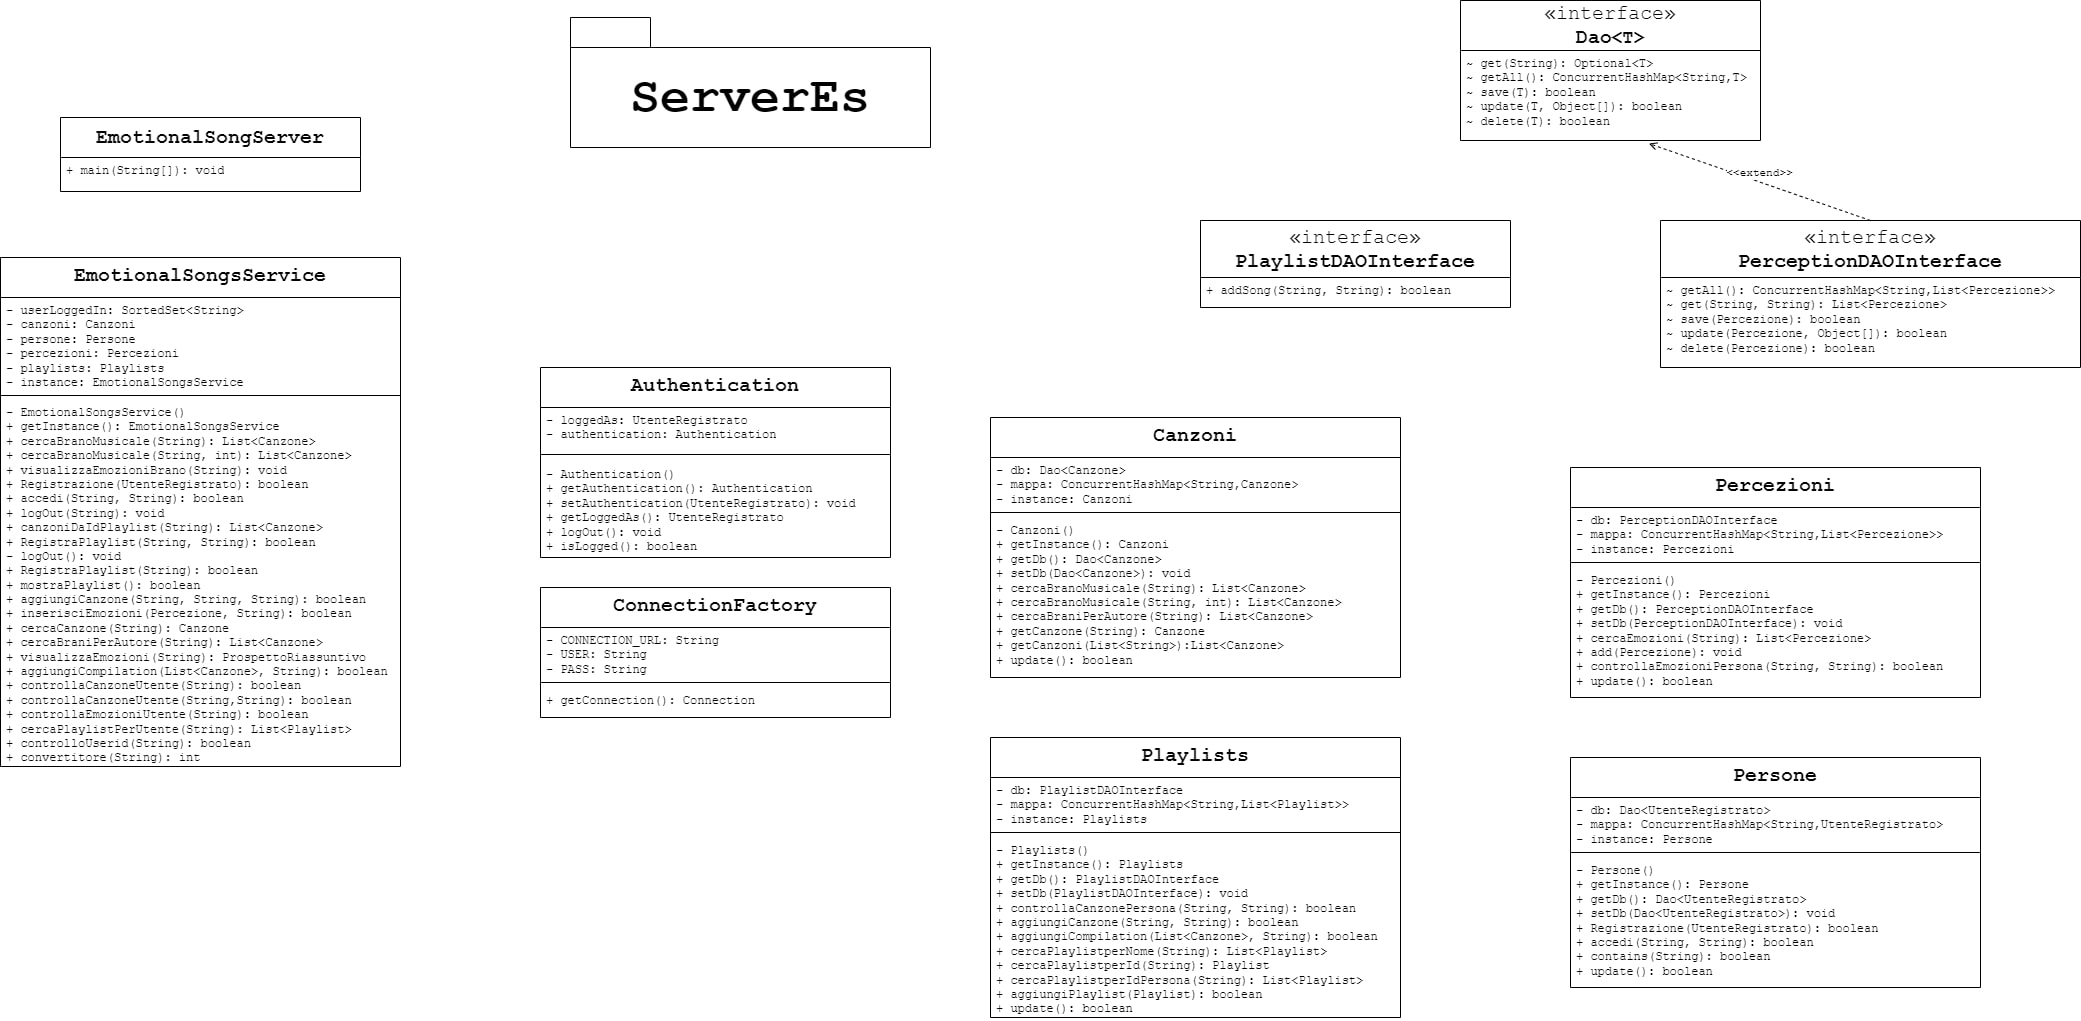 ServerEs
EmotionalSongServer
+ main(String[]): void
EmotionalSongsService
- userLoggedIn: SortedSet<String>
- canzoni: Canzoni
- persone: Persone
- percezioni: Percezioni
- playlists: Playlists
- instance: EmotionalSongsService
- EmotionalSongsService()
+ getInstance(): EmotionalSongsService
+ cercaBranoMusicale(String): List<Canzone>
+ cercaBranoMusicale(String, int): List<Canzone>
+ visualizzaEmozioniBrano(String): void
+ Registrazione(UtenteRegistrato): boolean
+ accedi(String, String): boolean
+ logOut(String): void
+ canzoniDaIdPlaylist(String): List<Canzone>
+ RegistraPlaylist(String, String): boolean
- logOut(): void
+ RegistraPlaylist(String): boolean
+ mostraPlaylist(): boolean
+ aggiungiCanzone(String, String, String): boolean
+ inserisciEmozioni(Percezione, String): boolean
+ cercaCanzone(String): Canzone
+ cercaBraniPerAutore(String): List<Canzone>
+ visualizzaEmozioni(String): ProspettoRiassuntivo
+ aggiungiCompilation(List<Canzone>, String): boolean
+ controllaCanzoneUtente(String): boolean
+ controllaCanzoneUtente(String,String): boolean
+ controllaEmozioniUtente(String): boolean
+ cercaPlaylistPerUtente(String): List<Playlist>
+ controlloUserid(String): boolean
+ convertitore(String): int
Authentication
- loggedAs: UtenteRegistrato
- authentication: Authentication
- Authentication()
+ getAuthentication(): Authentication
+ setAuthentication(UtenteRegistrato): void
+ getLoggedAs(): UtenteRegistrato
+ logOut(): void
+ isLogged(): boolean
ConnectionFactory
- CONNECTION_URL: String
- USER: String
- PASS: String
+ getConnection(): Connection
«interface»
Dao<T>
~ get(String): Optional<T>
~ getAll(): ConcurrentHashMap<String,T>
~ save(T): boolean
~ update(T, Object[]): boolean
~ delete(T): boolean
<<extend>>
«interface»
PlaylistDAOInterface
+ addSong(String, String): boolean
«interface»
PerceptionDAOInterface
~ getAll(): ConcurrentHashMap<String,List<Percezione>>
~ get(String, String): List<Percezione>
~ save(Percezione): boolean
~ update(Percezione, Object[]): boolean
~ delete(Percezione): boolean
Canzoni
- db: Dao<Canzone>
- mappa: ConcurrentHashMap<String,Canzone>
- instance: Canzoni
- Canzoni()
+ getInstance(): Canzoni
+ getDb(): Dao<Canzone>
+ setDb(Dao<Canzone>): void
+ cercaBranoMusicale(String): List<Canzone>
+ cercaBranoMusicale(String, int): List<Canzone>
+ cercaBraniPerAutore(String): List<Canzone>
+ getCanzone(String): Canzone
+ getCanzoni(List<String>):List<Canzone>
+ update(): boolean
Percezioni
- db: PerceptionDAOInterface
- mappa: ConcurrentHashMap<String,List<Percezione>>
- instance: Percezioni
- Percezioni()
+ getInstance(): Percezioni
+ getDb(): PerceptionDAOInterface
+ setDb(PerceptionDAOInterface): void
+ cercaEmozioni(String): List<Percezione>
+ add(Percezione): void
+ controllaEmozioniPersona(String, String): boolean
+ update(): boolean
Playlists
- db: PlaylistDAOInterface
- mappa: ConcurrentHashMap<String,List<Playlist>>
- instance: Playlists
- Playlists()
+ getInstance(): Playlists
+ getDb(): PlaylistDAOInterface
+ setDb(PlaylistDAOInterface): void
+ controllaCanzonePersona(String, String): boolean
+ aggiungiCanzone(String, String): boolean
+ aggiungiCompilation(List<Canzone>, String): boolean
+ cercaPlaylistperNome(String): List<Playlist>
+ cercaPlaylistperId(String): Playlist
+ cercaPlaylistperIdPersona(String): List<Playlist>
+ aggiungiPlaylist(Playlist): boolean
+ update(): boolean
Persone
- db: Dao<UtenteRegistrato>
- mappa: ConcurrentHashMap<String,UtenteRegistrato>
- instance: Persone
- Persone()
+ getInstance(): Persone
+ getDb(): Dao<UtenteRegistrato>
+ setDb(Dao<UtenteRegistrato>): void
+ Registrazione(UtenteRegistrato): boolean
+ accedi(String, String): boolean
+ contains(String): boolean
+ update(): boolean